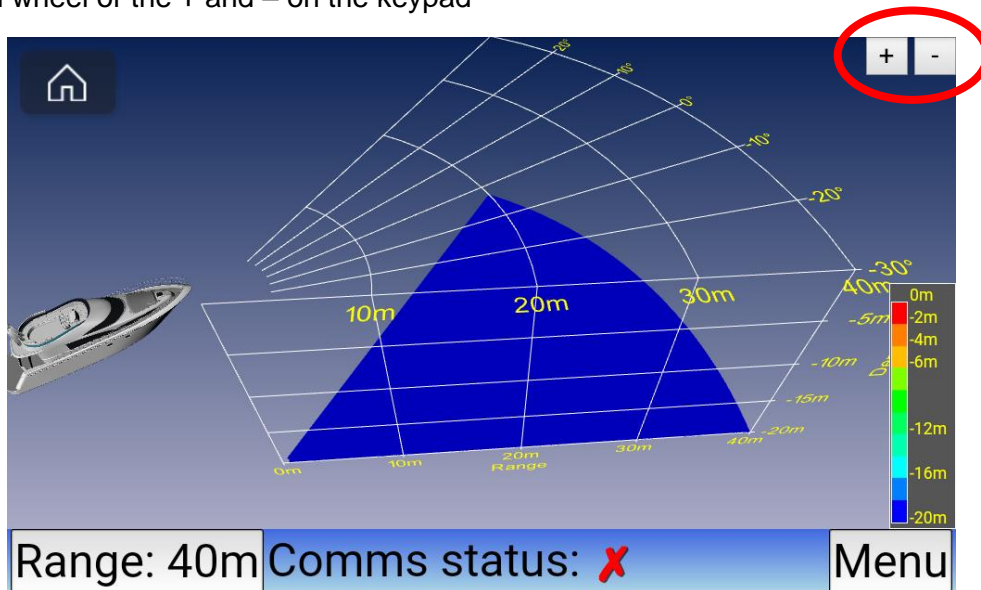 wheel or the + and – on the keypad
+ -
20°
10°
0°
-10°
-20°
-30°
10m
20m
30m
40m
-5m
-10m
-15m
-20m
0m
10m
20m
30m
40m
Range
0m
-2m
-4m
-6m
-12m
-16m
-20m
Range: 40m
Comms status: ✗
Menu